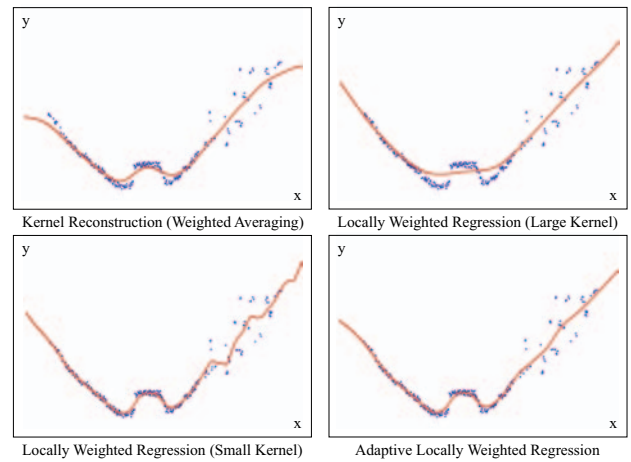 y
x
Kernel Reconstruction (Weighted Averaging)
y
x
Locally Weighted Regression (Large Kernel)
y
x
Locally Weighted Regression (Small Kernel)
y
x
Adaptive Locally Weighted Regression